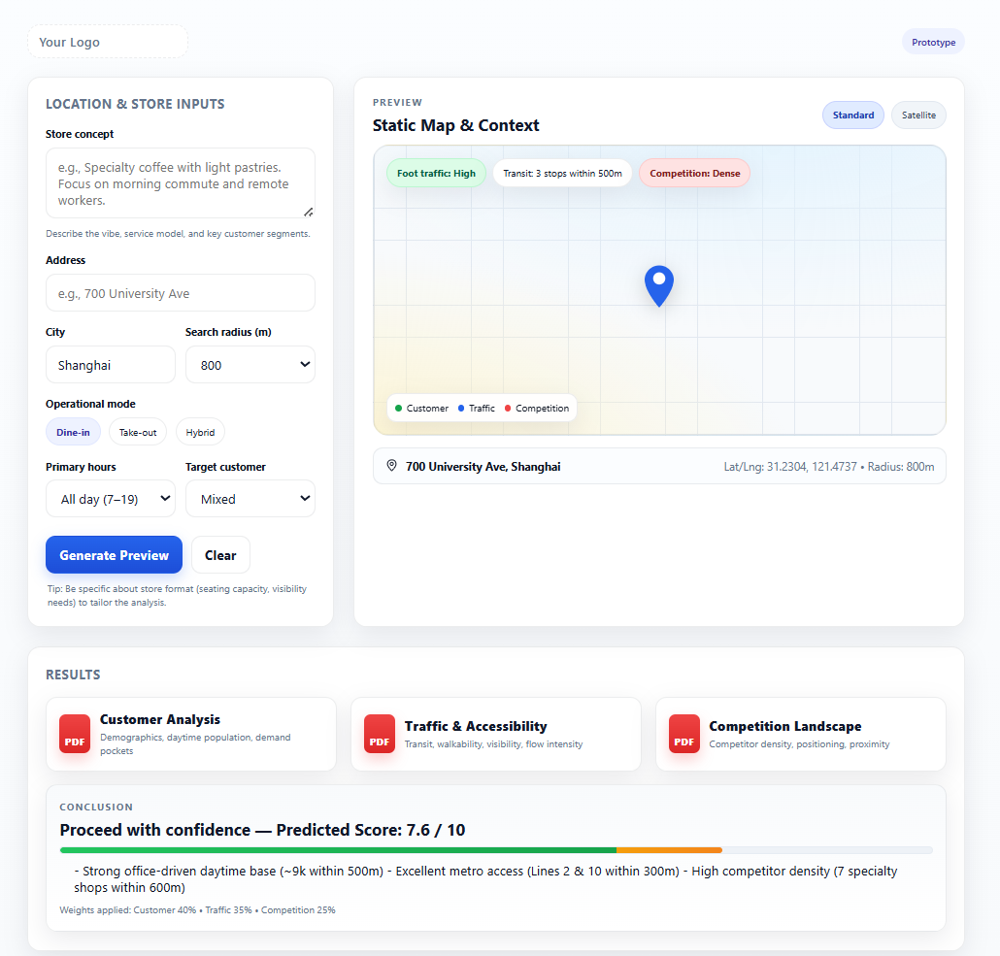 Your Logo
Prototype
LOCATION & STORE INPUTS
Store concept
e.g., Specialty coffee with light pastries.
Focus on morning commute and remote
workers.
Describe the vibe, service model, and key customer segments.
Address
e.g., 700 University Ave
City
Search radius (m)
Shanghai
800
Operational mode
Dine-in
Take-out
Hybrid
Primary hours
Target customer
All day (7–19)
Mixed
Generate Preview
Clear
Tip: Be specific about store format (seating capacity, visibility
needs) to tailor the analysis.
PREVIEW
Static Map & Context
Standard
Satellite
Foot traffic: High
Transit: 3 stops within 500m
Competition: Dense
Customer
Traffic
Competition
700 University Ave, Shanghai
Lat/Lng: 31.2304, 121.4737 • Radius: 800m
RESULTS
PDF
Customer Analysis
Demographics, daytime population, demand
pockets
PDF
Traffic & Accessibility
Transit, walkability, visibility, flow intensity
PDF
Competition Landscape
Competitor density, positioning, proximity
CONCLUSION
Proceed with confidence — Predicted Score: 7.6 / 10
- Strong office-driven daytime base (~9k within 500m) - Excellent metro access (Lines 2 & 10 within 300m) - High competitor density (7 specialty
shops within 600m)
Weights applied: Customer 40% • Traffic 35% • Competition 25%